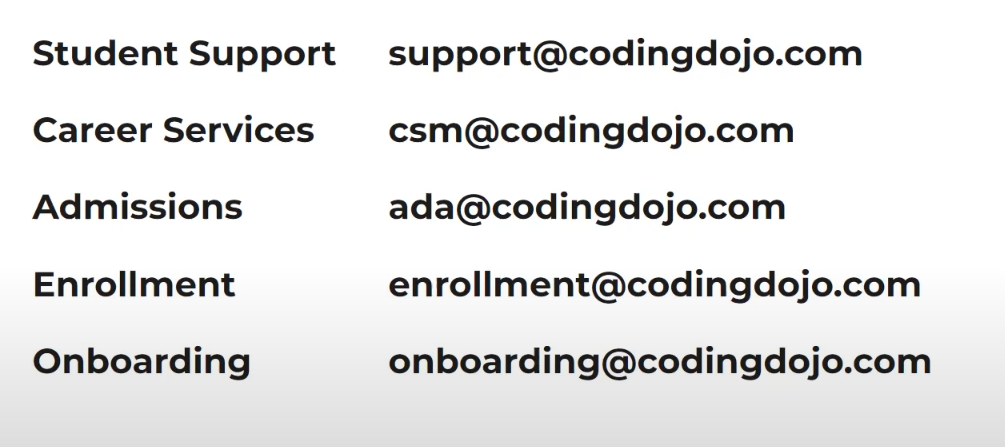 Student Support support@codingdojo.com
Career Services csm@codingdojo.com
Admissions ada@codingdojo.com
Enrollment enrollment@codingdojo.com
Onboarding onboarding@codingdojo.com